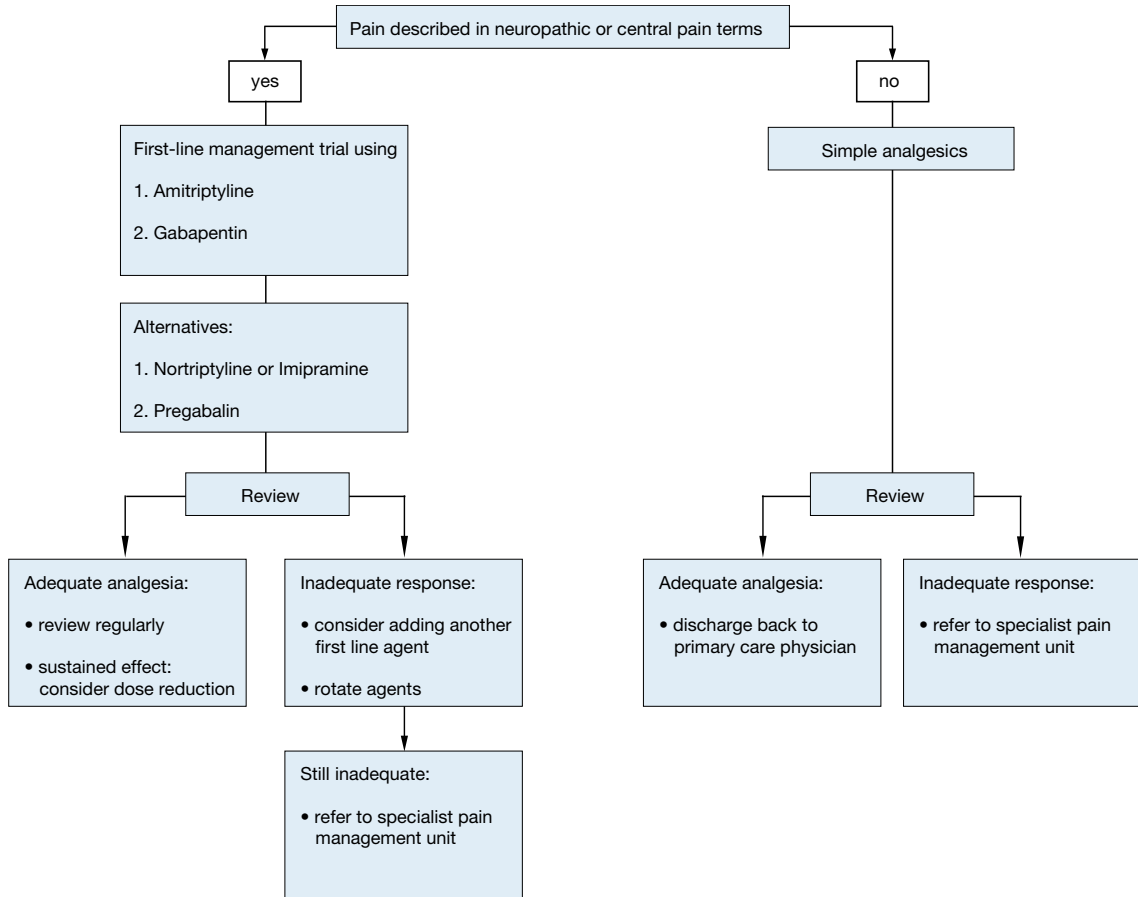 Pain described in neuropathic or central pain terms
yes
no
First-line management trial using
1. Amitriptyline
2. Gabapentin
Simple analgesics
Alternatives:
1. Nortriptyline or Imipramine
2. Pregabalin
Review
Review
Adequate analgesia:
• review regularly
• sustained effect:
consider dose reduction
Inadequate response:
• consider adding another
first line agent
• rotate agents
Adequate analgesia:
• discharge back to
primary care physician
Inadequate response:
• refer to specialist pain
management unit
Still inadequate:
• refer to specialist pain
management unit